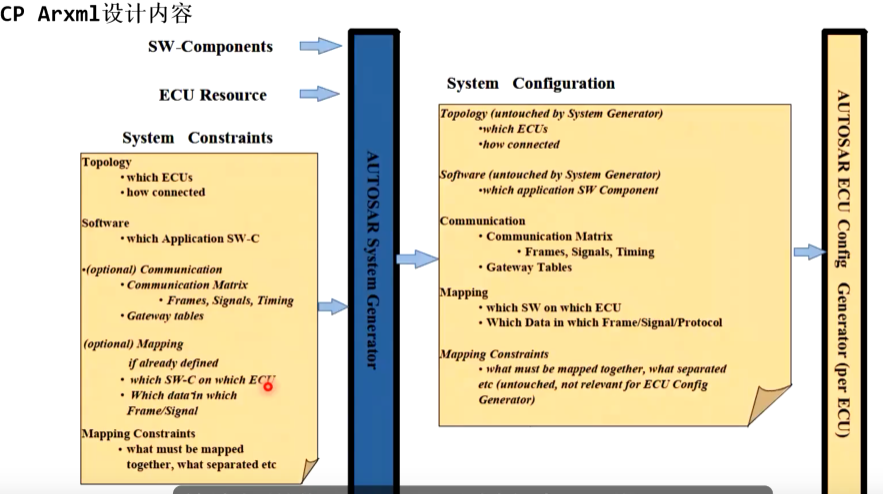 CP Arxml设计内容
SW-Components
ECU Resource
System Constraints
Topology
• which ECUs
• how connected
Software
• which Application SW-C
•(optional) Communication
• Communication Matrix
• Frames, Signals, Timing
• Gateway tables
(optional) Mapping
if already defined
• which SW-C on which ECU
• Which data in which
Frame/Signal
Mapping Constraints
• what must be mapped
together, what separated etc
AUTOSAR System Generator
System Configuration
Topology (untouched by System Generator)
•which ECUs
•how connected
Software (untouched by System Generator)
•which application SW Component
Communication
• Communication Matrix
• Frames, Signals, Timing
• Gateway Tables
Mapping
• which SW on which ECU
• Which Data in which Frame/Signal/Protocol
Mapping Constraints
• what must be mapped together, what separated
etc (untouched, not relevant for ECU Config
Generator)
AUTOSAR ECU Config Generator (per ECU)